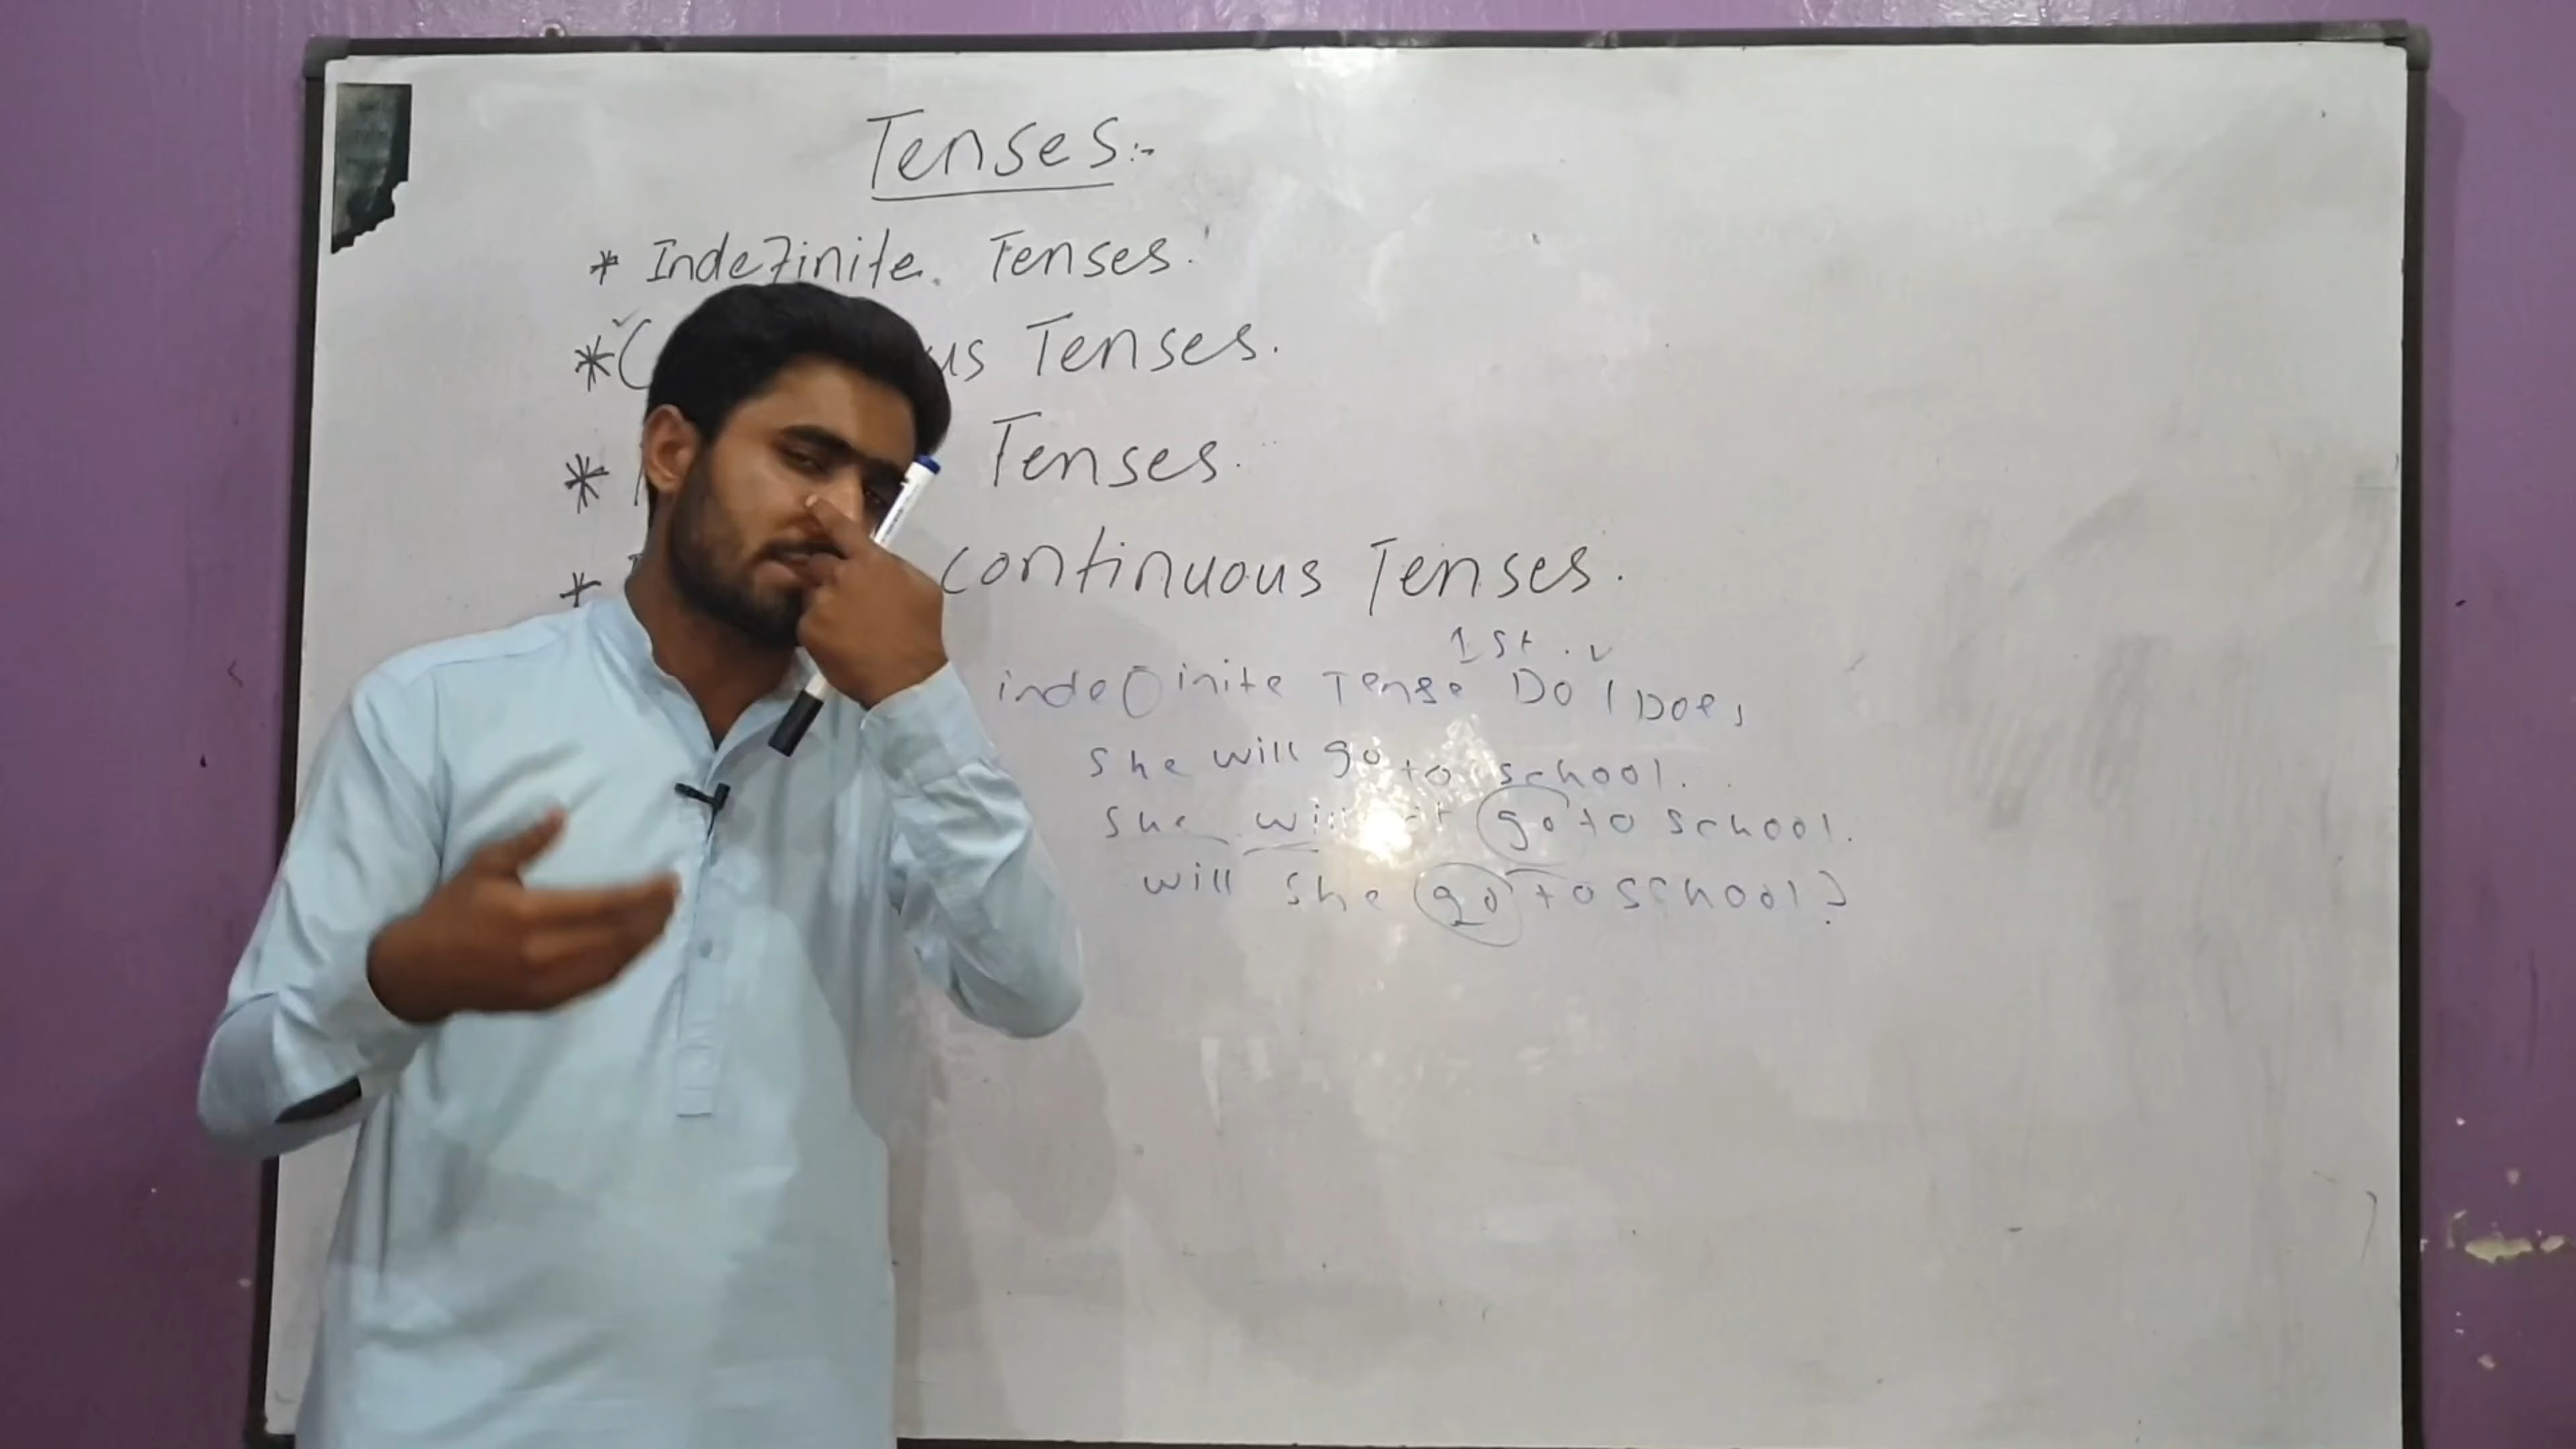 Tenses:-
* Indefinite. Tenses.
* Tenses.
* Tenses.
* continuous Tenses.
1st . v
indefinite Tense Do / Does
she will go to school.
She go to school.
will she go to school?